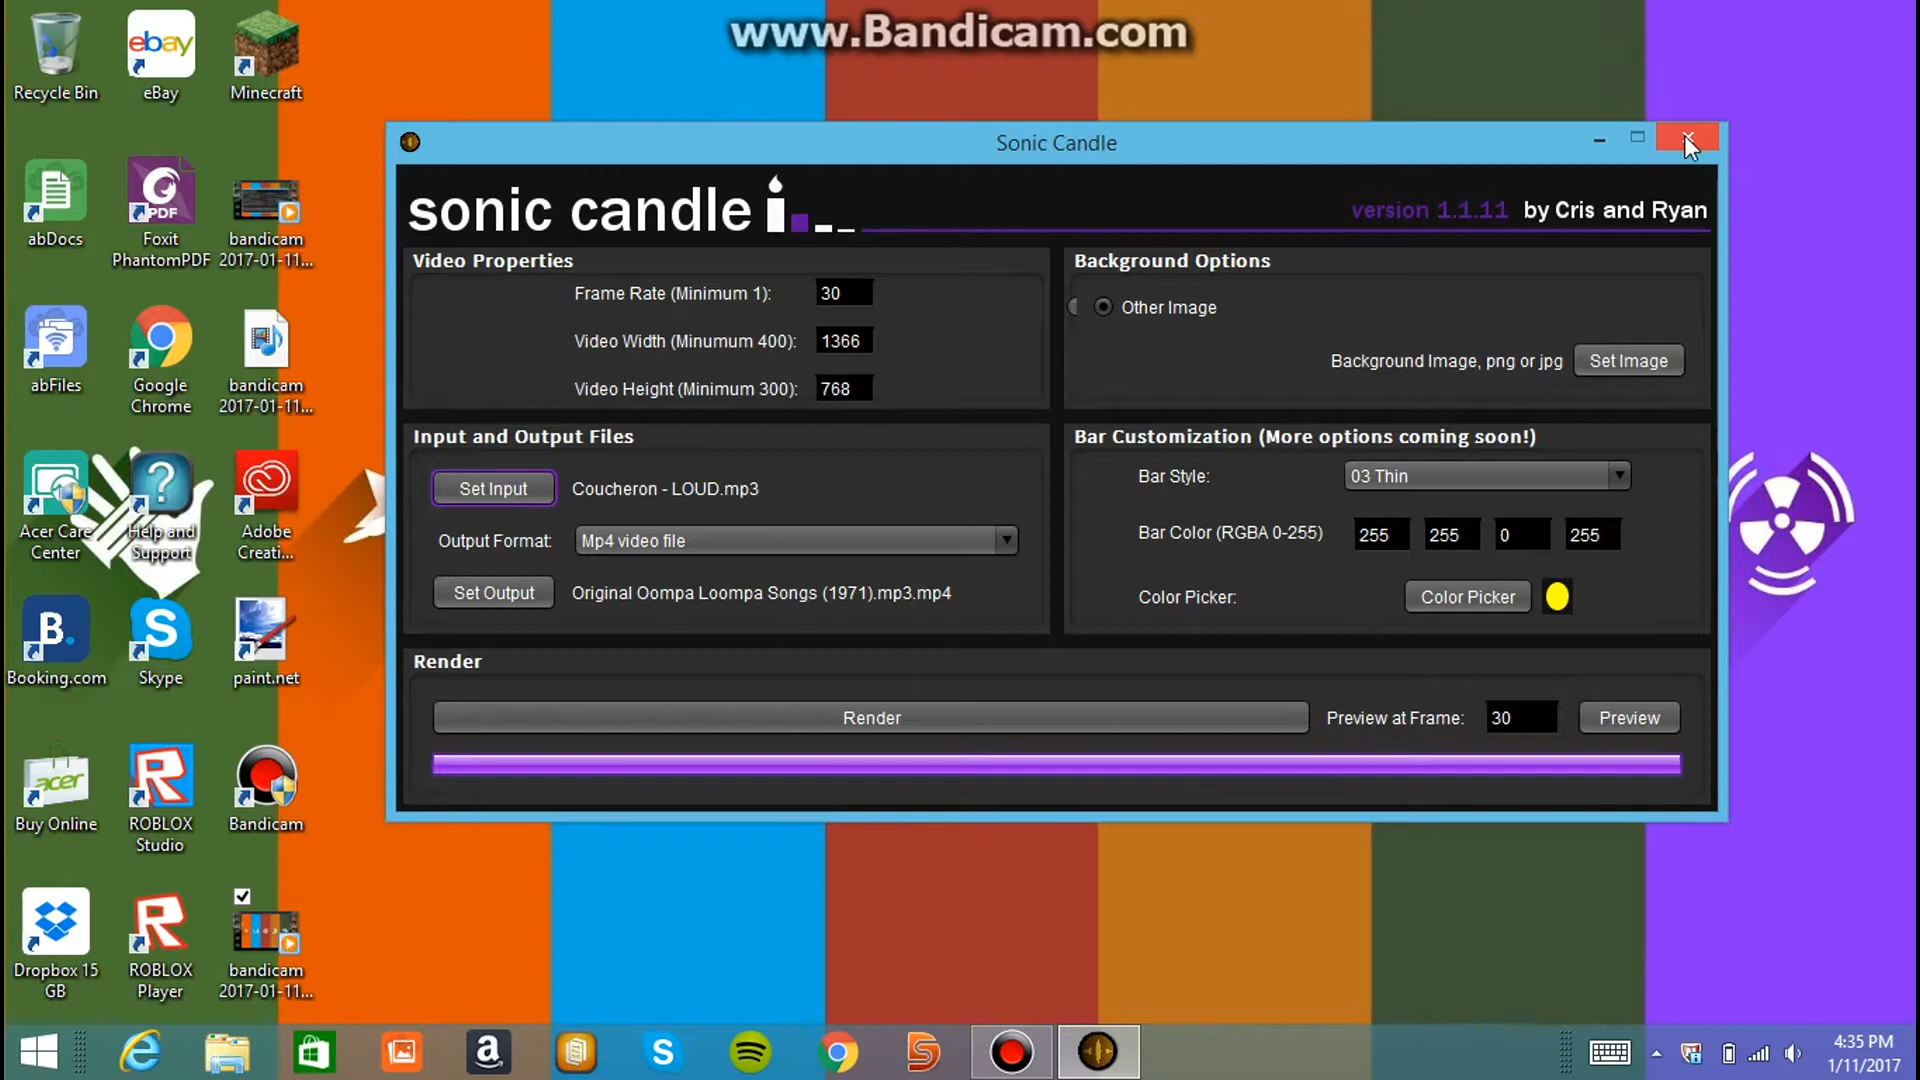 www.Bandicam.com
Recycle Bin
ebay
eBay
Minecraft
abDocs
PDF
Foxit
PhantomPDF
bandicam
2017-01-11...
abFiles
Google
Chrome
bandicam
2017-01-11...
Acer Care
Center
Help and
Support
Adobe
Creati...
B.
Booking.com
Skype
paint.net
acer
Buy Online
ROBLOX
Studio
Bandicam
Dropbox 15
GB
ROBLOX
Player
bandicam
2017-01-11...
Sonic Candle
sonic candle
version 1.1.11 by Cris and Ryan
Video Properties
Frame Rate (Minimum 1): 30
Video Width (Minumum 400): 1366
Video Height (Minimum 300): 768
Background Options
Other Image
Background Image, png or jpg Set Image
Input and Output Files
Set Input Coucheron - LOUD.mp3
Output Format: Mp4 video file
Set Output Original Oompa Loompa Songs (1971).mp3.mp4
Bar Customization (More options coming soon!)
Bar Style: 03 Thin
Bar Color (RGBA 0-255) 255 255 0 255
Color Picker: Color Picker
Render
Render Preview at Frame: 30 Preview
4:35 PM
1/11/2017